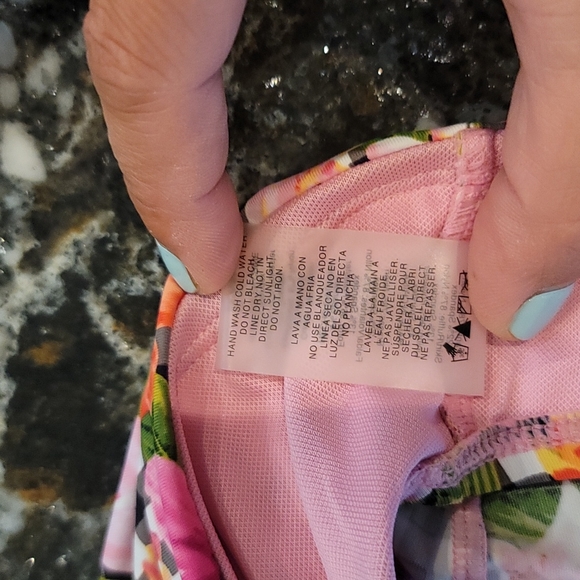 HAND WASH COLD WATER
DO NOT BLEACH,
LINE DRY, NOT IN
DIRECT SUNLIGHT,
DO NOT IRON.
LAVA A MANO CON
AGUA FRIA
NO USE BLANQUEADOR
LINEA SECA NO EN
LUZ DEL SOL DIRECTA
NO PLANCHA
LAVER A LA MAIN A
L'EAU FROIDE.
NE PAS JAVELLISER
SUSPENDRE POUR
SECHER A L'ABRI
DU SOLEIL DIRECT
NE PAS REPASSER.